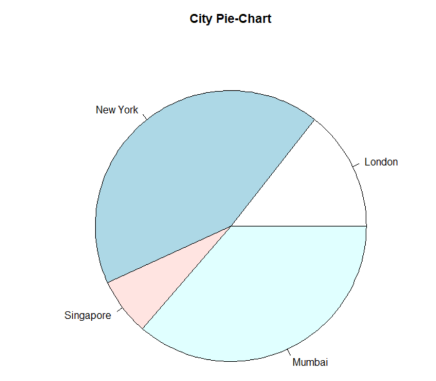 City Pie-Chart
New York
London
Singapore
Mumbai